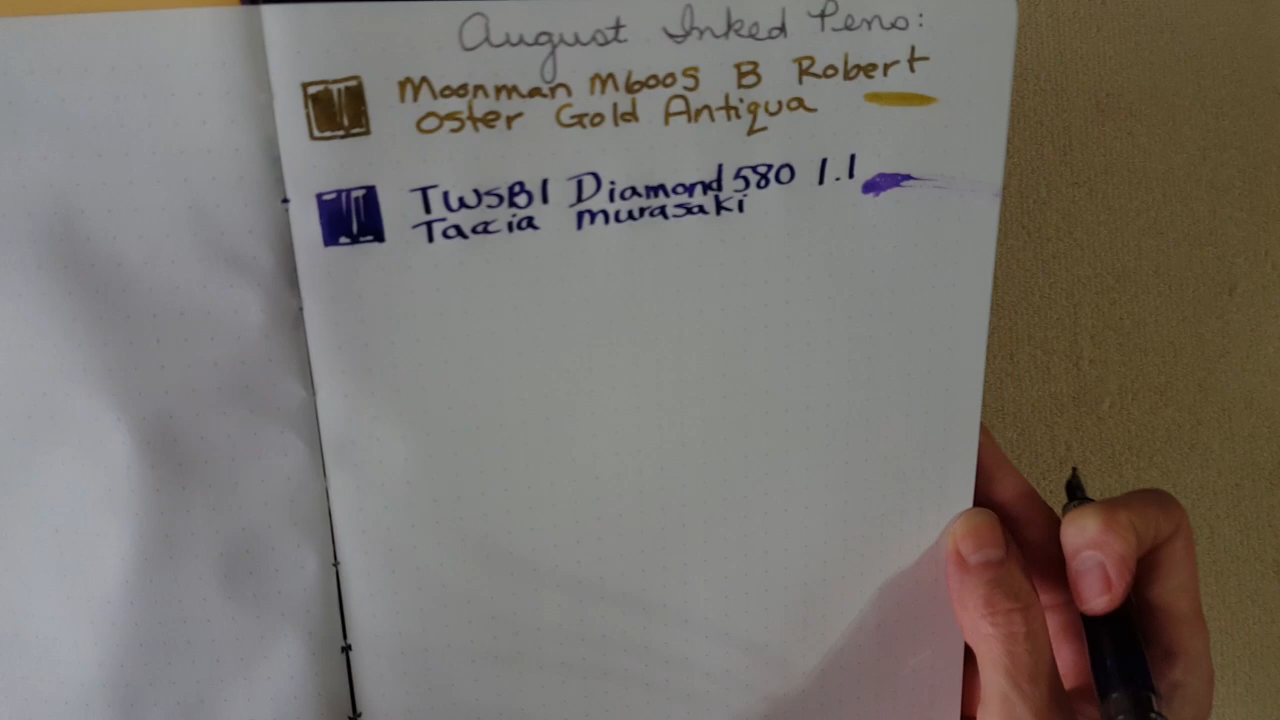 August Inked Pens:
Moonman M600S B Robert
Oster Gold Antiqua
TWSBI Diamond 580 1.1
Taccia Murasaki